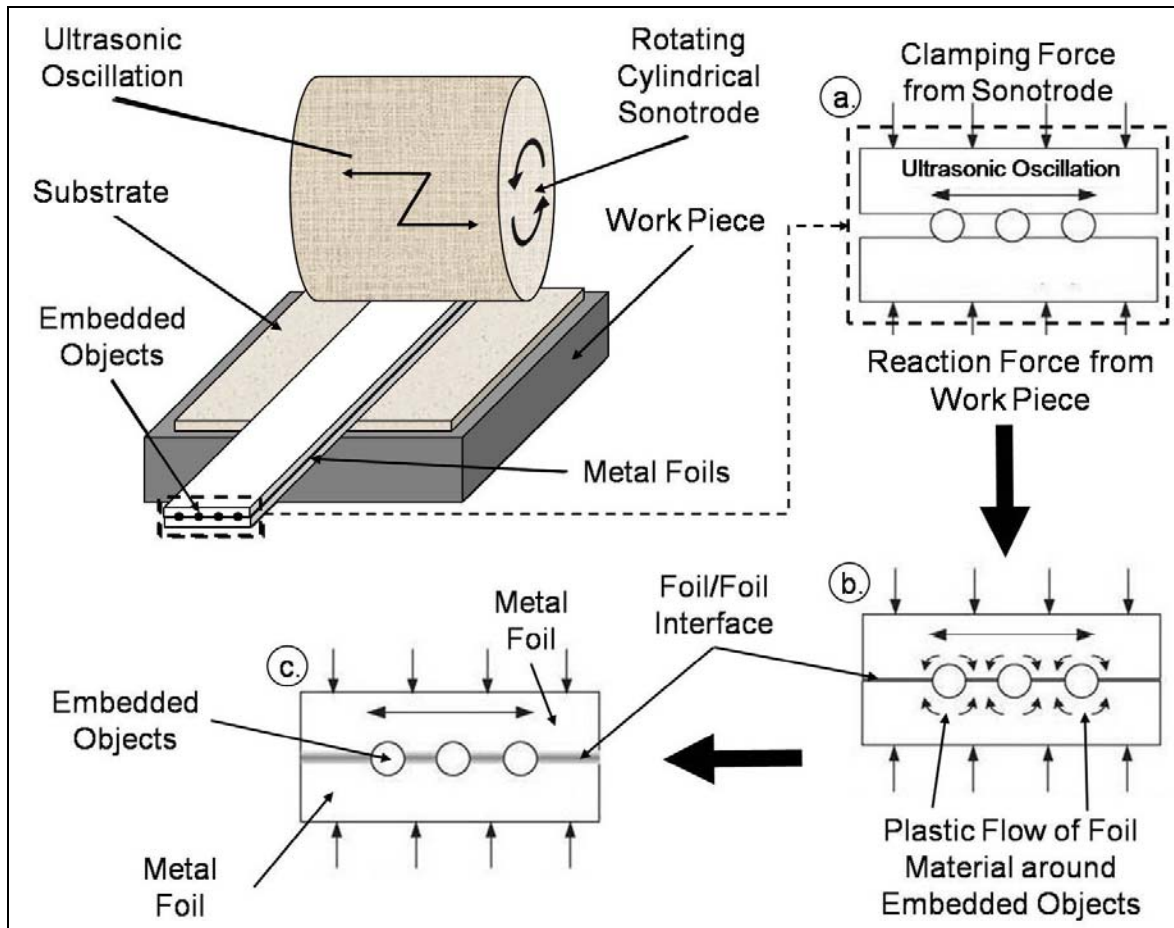 Ultrasonic
Oscillation
Rotating
Cylindrical
Sonotrode
Substrate
Work Piece
Embedded
Objects
Metal Foils
a.
Clamping Force
from Sonotrode
Ultrasonic Oscillation
Reaction Force from
Work Piece
b.
Foil/Foil
Interface
Plastic Flow of Foil
Material around
Embedded Objects
c.
Metal
Foil
Embedded
Objects
Metal
Foil